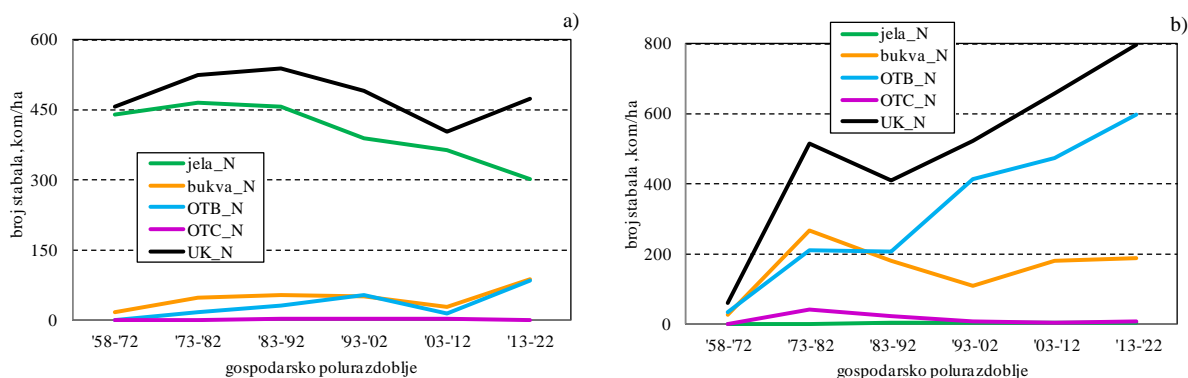 a)
600
450
300
150
0
broj stabala, kom/ha
jela_N
bukva_N
OTB_N
OTC_N
UK_N
'58-72 '73-82 '83-92 '93-02 '03-12 '13-22
gospodarsko polurazdoblje
b)
800
600
400
200
0
broj stabala, kom/ha
jela_N
bukva_N
OTB_N
OTC_N
UK_N
'58-72 '73-82 '83-92 '93-02 '03-12 '13-22
gospodarsko polurazdoblje